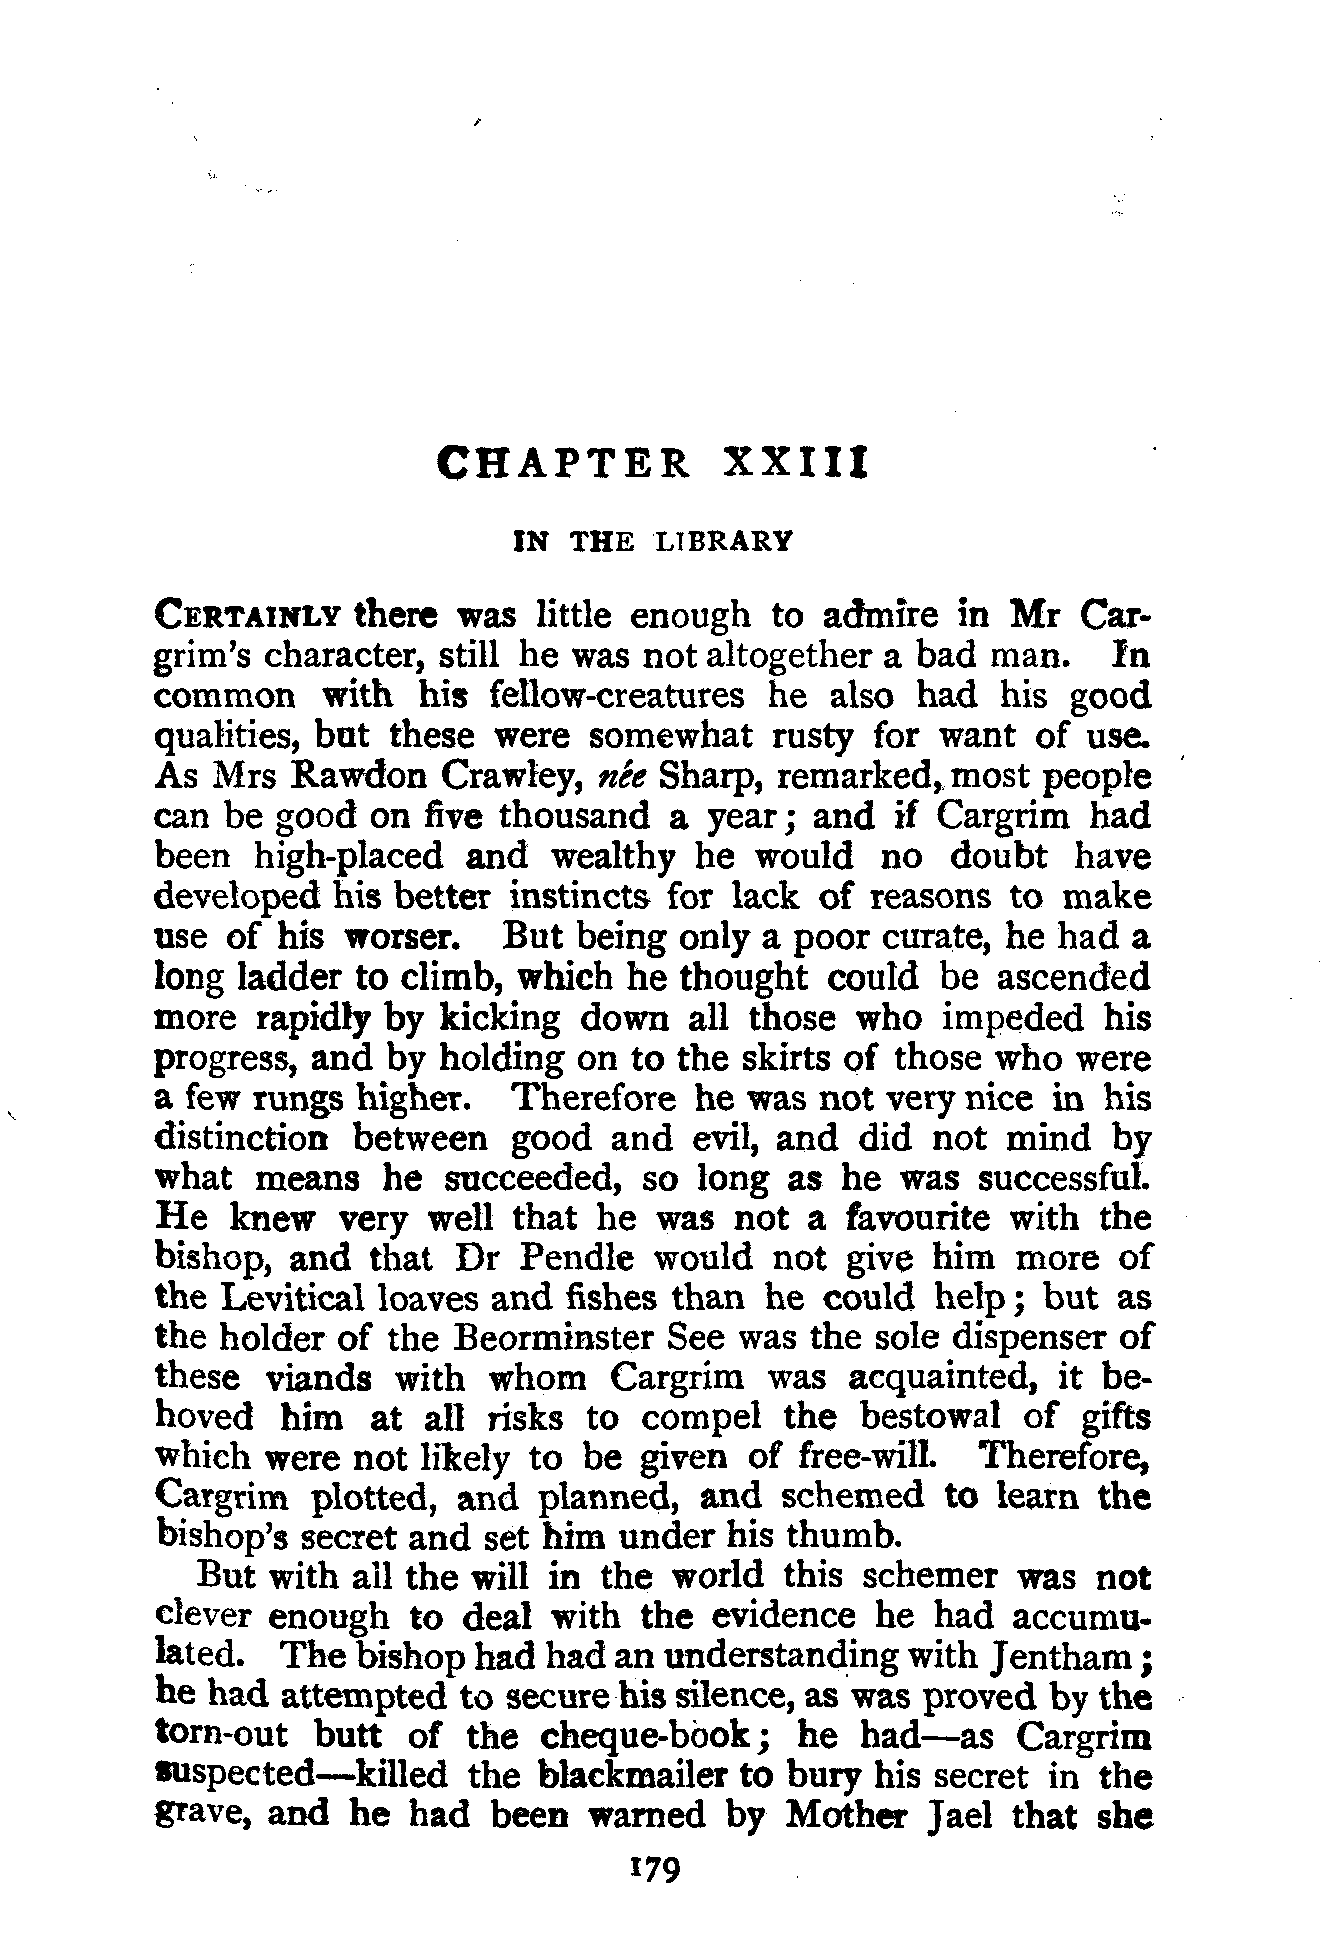 CHAPTER XXIII
IN THE LIBRARY
CERTAINLY there was little enough to admire in Mr Car-
grim's character, still he was not altogether a bad man. In
common with his fellow-creatures he also had his good
qualities, but these were somewhat rusty for want of use.
As Mrs Rawdon Crawley, née Sharp, remarked, most people
can be good on five thousand a year; and if Cargrim had
been high-placed and wealthy he would no doubt have
developed his better instincts for lack of reasons to make
use of his worser. But being only a poor curate, he had a
long ladder to climb, which he thought could be ascended
more rapidly by kicking down all those who impeded his
progress, and by holding on to the skirts of those who were
a few rungs higher. Therefore he was not very nice in his
distinction between good and evil, and did not mind by
what means he succeeded, so long as he was successful.
He knew very well that he was not a favourite with the
bishop, and that Dr Pendle would not give him more of
the Levitical loaves and fishes than he could help; but as
the holder of the Beorminster See was the sole dispenser of
these viands with whom Cargrim was acquainted, it be-
hoved him at all risks to compel the bestowal of gifts
which were not likely to be given of free-will. Therefore,
Cargrim plotted, and planned, and schemed to learn the
bishop's secret and set him under his thumb.
But with all the will in the world this schemer was not
clever enough to deal with the evidence he had accumu-
lated. The bishop had had an understanding with Jentham;
he had attempted to secure his silence, as was proved by the
torn-out butt of the cheque-book; he had—as Cargrim
suspected—killed the blackmailer to bury his secret in the
grave, and he had been warned by Mother Jael that she
179